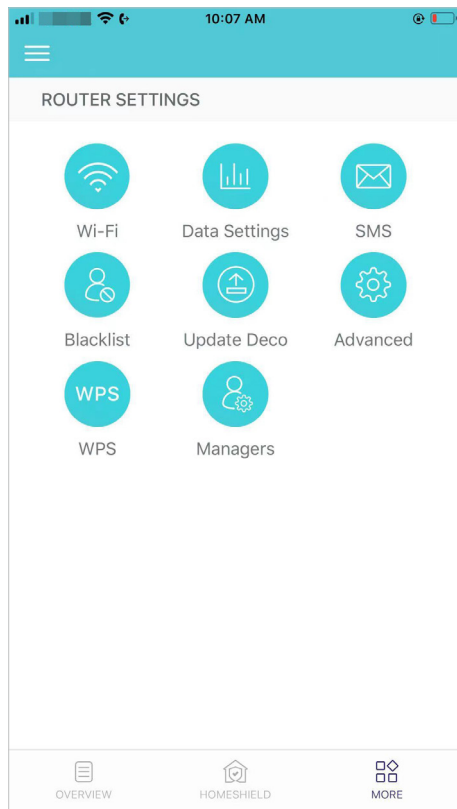 10:07 AM
ROUTER SETTINGS
Wi-Fi Data Settings SMS
Blacklist Update Deco Advanced
WPS
WPS Managers
OVERVIEW HOMESHIELD MORE